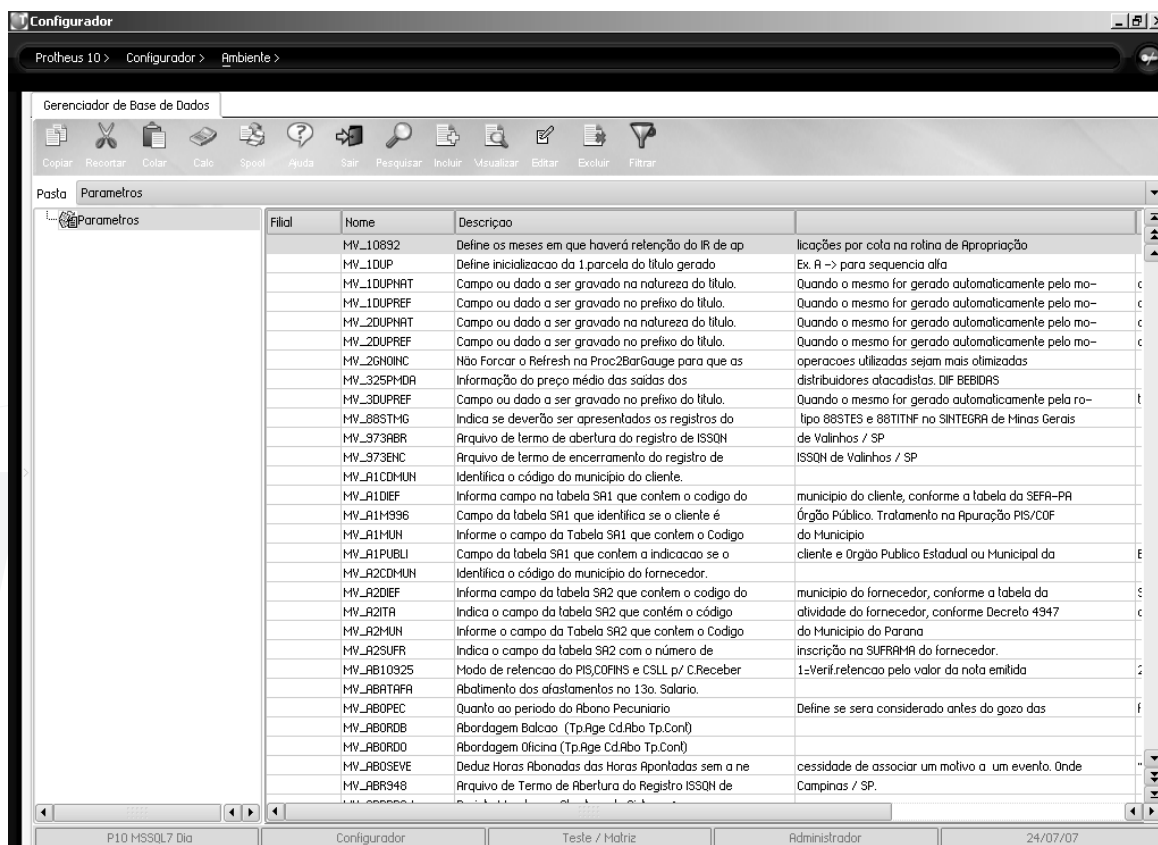 Configurador
Protheus 10 > Configurador > Ambiente >
Gerenciador de Base de Dados
Copiar Recortar Colar Calc Spool Ajuda Sair Pesquisar Incluir Visualizar Editar Excluir Filtrar
Pasta Parametros
Parametros
Filial Nome Descriçao
MV_10892 Define os meses em que haverá retenção do IR de ap licações por cota na rotina de Apropriação
MV_1DUP Define inicializacao da 1.parcela do título gerado Ex. A -> para sequencia alfa
MV_1DUPNAT Campo ou dado a ser gravado na natureza do título. Quando o mesmo for gerado automaticamente pelo mo-
MV_1DUPREF Campo ou dado a ser gravado no prefixo do título. Quando o mesmo for gerado automaticamente pelo mo-
MV_2DUPNAT Campo ou dado a ser gravado na natureza do título. Quando o mesmo for gerado automaticamente pelo mo-
MV_2DUPREF Campo ou dado a ser gravado no prefixo do título. Quando o mesmo for gerado automaticamente pelo mo-
MV_2GNOINC Não Forcar o Refresh na Proc2BarGauge para que as operacoes utilizadas sejam mais otimizadas
MV_325PMDA Informação do preço médio das saídas dos distribuidores atacadistas. DIF BEBIDAS
MV_3DUPREF Campo ou dado a ser gravado no prefixo do título. Quando o mesmo for gerado automaticamente pela ro- t
MV_88STMG Indica se deverão ser apresentados os registros do tipo 88STES e 88TITNF no SINTEGRA de Minas Gerais
MV_973ABR Arquivo de termo de abertura do registro de ISSQN de Valinhos / SP
MV_973ENC Arquivo de termo de encerramento do registro de ISSQN de Valinhos / SP
MV_A1CDMUN Identifica o código do município do cliente.
MV_A1DIEF Informa campo na tabela SA1 que contem o codigo do municipio do cliente, conforme a tabela da SEFA-PA
MV_A1M996 Campo da tabela SA1 que identifica se o cliente é Órgão Público. Tratamento na Apuração PIS/COF
MV_A1MUN Informe o campo da Tabela SA1 que contem o Codigo do Municipio
MV_A1PUBLI Campo da tabela SA1 que contem a indicacao se o cliente e Orgão Publico Estadual ou Municipal da
MV_A2CDMUN Identifica o código do município do fornecedor.
MV_A2DIEF Informa campo da tabela SA2 que contem o codigo do municipio do fornecedor, conforme a tabela da
MV_A2ITA Indica o campo da tabela SA2 que contém o código atividade do fornecedor, conforme Decreto 4947
MV_A2MUN Informe o campo da Tabela SA2 que contem o Codigo do Municipio do Parana
MV_A2SUFR Indica o campo da tabela SA2 com o número de inscrição na SUFRAMA do fornecedor.
MV_AB10925 Modo de retencao do PIS,COFINS e CSLL p/ C.Receber 1=Verif.retencao pelo valor da nota emitida
MV_ABATAFA Abatimento dos afastamentos no 13o. Salario.
MV_ABOPEC Quanto ao periodo do Abono Pecuniario Define se sera considerado antes do gozo das
MV_ABORDB Abordagem Balcao (Tp.Age Cd.Abo Tp.Cont)
MV_ABORDO Abordagem Oficina (Tp.Age Cd.Abo Tp.Cont)
MV_ABOSEVE Deduz Horas Abonadas das Horas Apontadas sem a ne cessidade de associar um motivo a um evento. Onde
MV_ABR948 Arquivo de Termo de Abertura do Registro ISSQN de Campinas / SP.
P10 MSSQL7 Dia Configurador Teste / Matriz Administrador 24/07/07